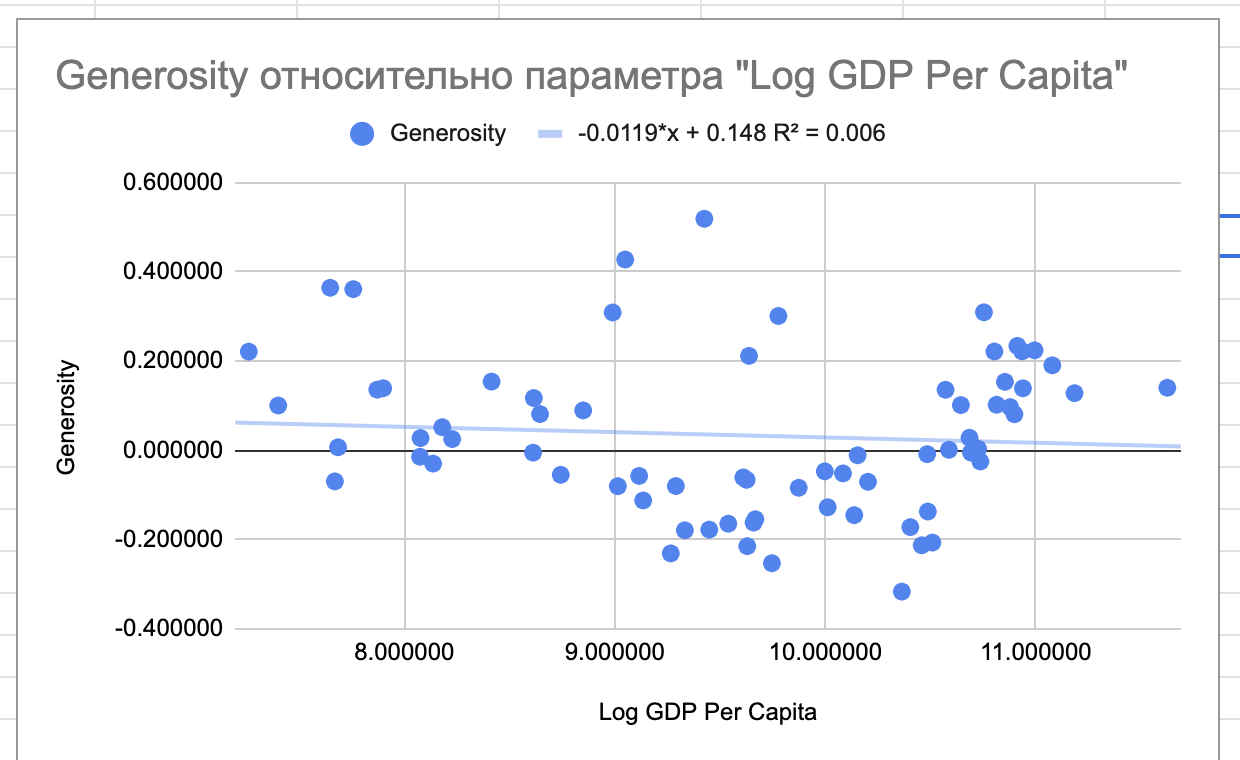 Generosity относительно параметра "Log GDP Per Capita"
Generosity -0.0119*x + 0.148 R² = 0.006
0.600000
0.400000
0.200000
0.000000
-0.200000
-0.400000
Generosity
8.000000 9.000000 10.000000 11.000000
Log GDP Per Capita